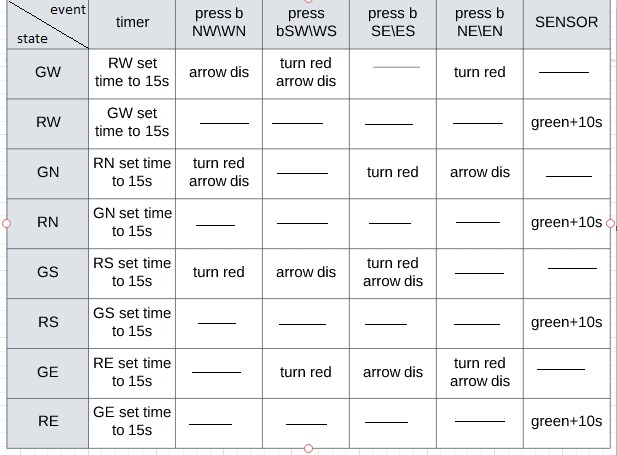 event
state
timer
press b
NW\WN
press
bSW\WS
press b
SE\ES
press b
NE\EN
SENSOR
GW
RW set
time to 15s
arrow dis
turn red
arrow dis
turn red
RW
GW set
time to 15s
green+10s
GN
RN set time
to 15s
turn red
arrow dis
turn red
arrow dis
RN
GN set time
to 15s
green+10s
GS
RS set time
to 15s
turn red
arrow dis
turn red
arrow dis
RS
GS set time
to 15s
green+10s
GE
RE set time
to 15s
turn red
arrow dis
turn red
arrow dis
RE
GE set time
to 15s
green+10s